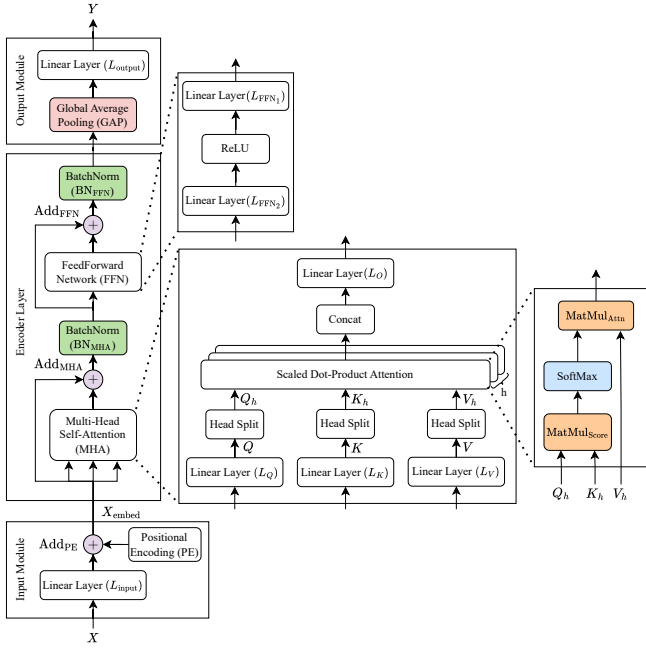 Y
Output Module
Linear Layer (L_output)
Global Average
Pooling (GAP)
Encoder Layer
BatchNorm
(BN_FFN)
Add_FFN
+
FeedForward
Network (FFN)
BatchNorm
(BN_MHA)
Add_MHA
+
Multi-Head
Self-Attention
(MHA)
X_embed
Input Module
Add_PE
+
Positional
Encoding (PE)
Linear Layer (L_input)
X
Linear Layer(L_FFN₁)
ReLU
Linear Layer(L_FFN₂)
Linear Layer(L_O)
Concat
Scaled Dot-Product Attention
h
Q_h
K_h
V_h
Head Split
Head Split
Head Split
Q
K
V
Linear Layer (L_Q)
Linear Layer (L_K)
Linear Layer (L_V)
MatMul_Attn
SoftMax
MatMul_Score
Q_h
K_h
V_h